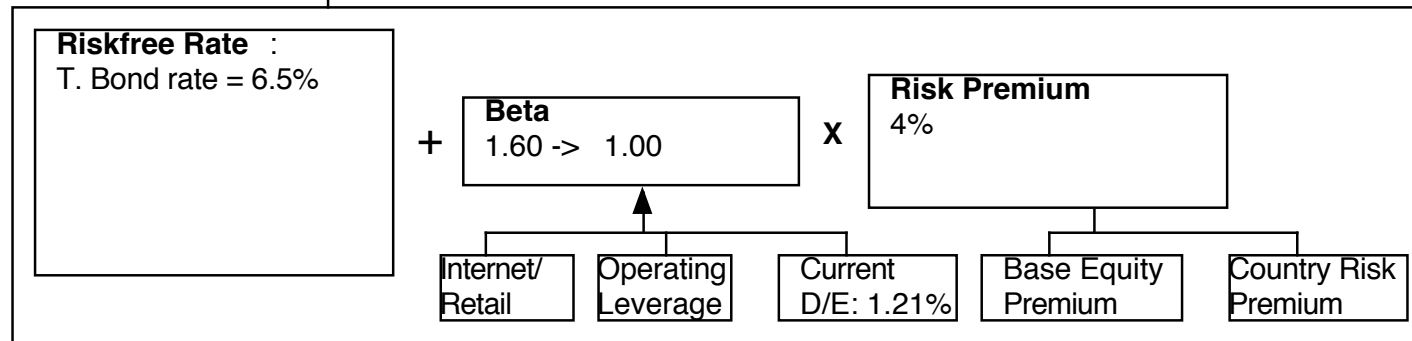 Riskfree Rate :
T. Bond rate = 6.5%
+
Beta
1.60 -> 1.00
X
Risk Premium
4%
Internet/
Retail
Operating
Leverage
Current
D/E: 1.21%
Base Equity
Premium
Country Risk
Premium